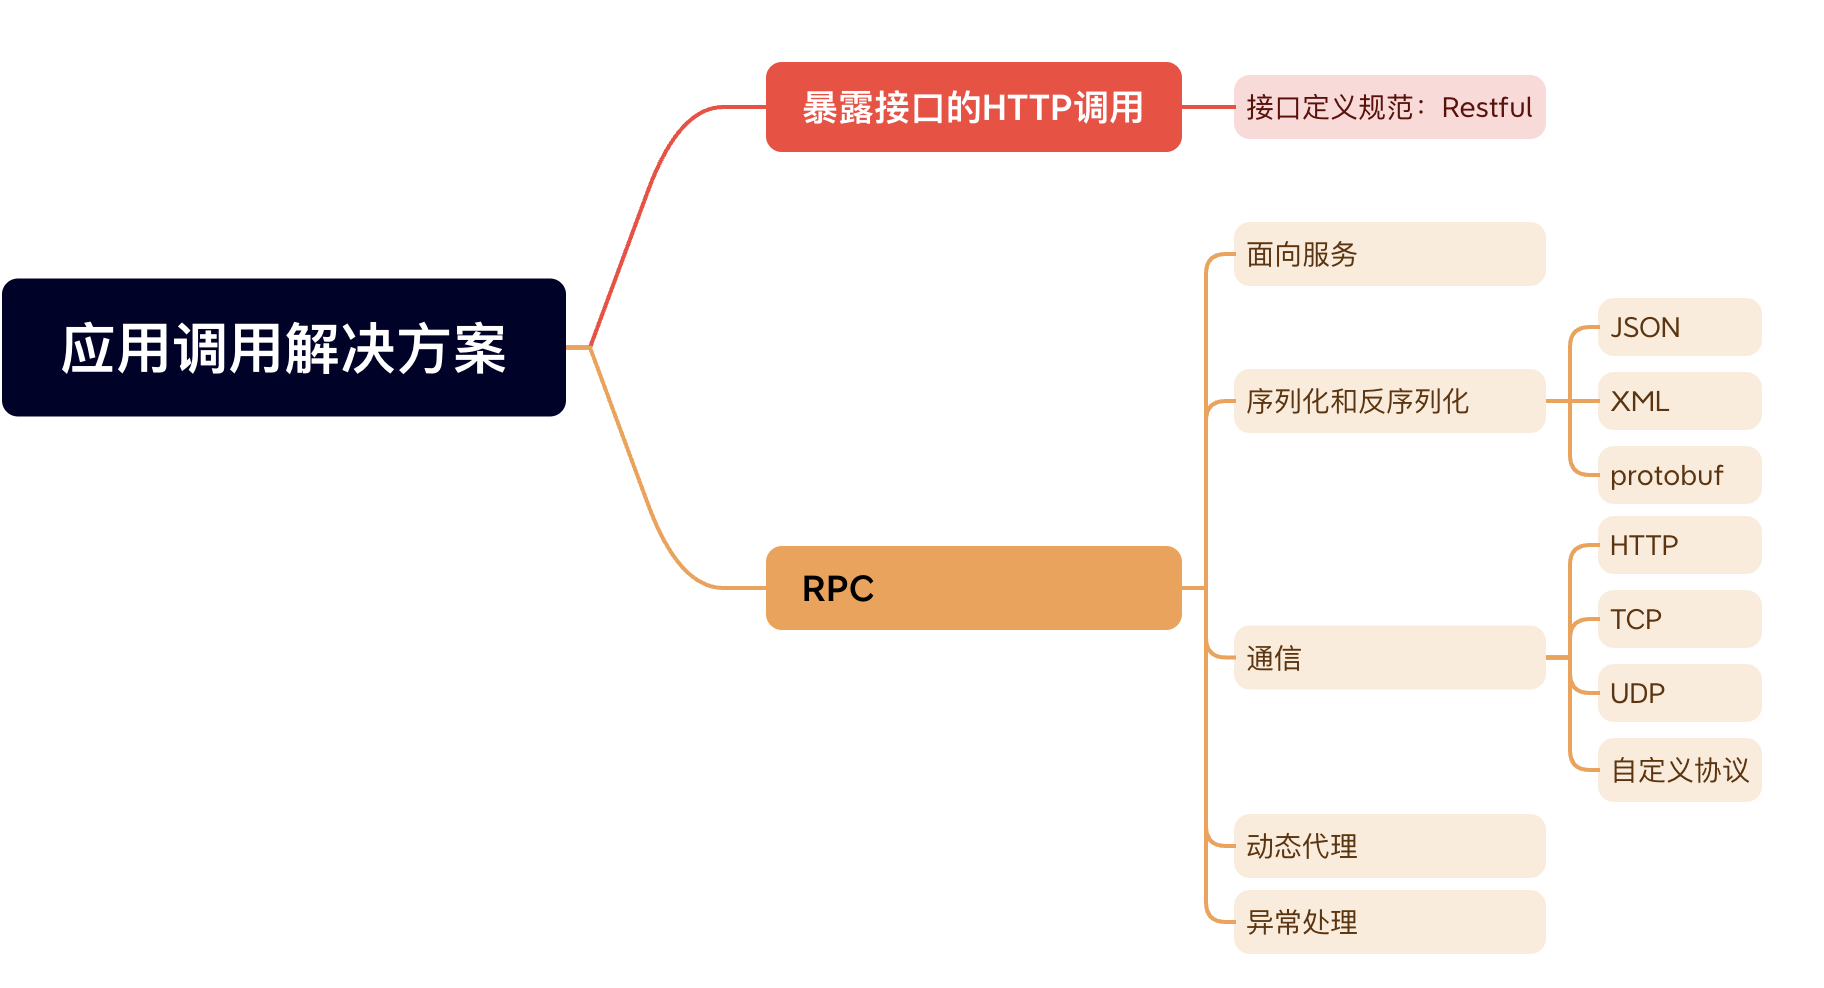 应用调用解决方案
暴露接口的HTTP调用
接口定义规范：Restful
RPC
面向服务
序列化和反序列化
JSON
XML
protobuf
通信
HTTP
TCP
UDP
自定义协议
动态代理
异常处理